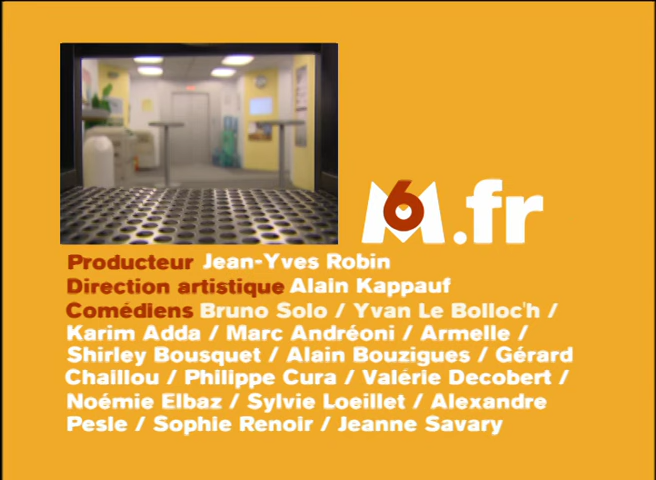 M6.fr
Producteur Jean-Yves Robin
Direction artistique Alain Kappauf
Comédiens Bruno Solo / Yvan Le Bolloc'h /
Karim Adda / Marc Andréoni / Armelle /
Shirley Bousquet / Alain Bouzigues / Gérard
Chaillou / Philippe Cura / Valérie Decobert /
Noémie Elbaz / Sylvie Loeillet / Alexandre
Pesle / Sophie Renoir / Jeanne Savary